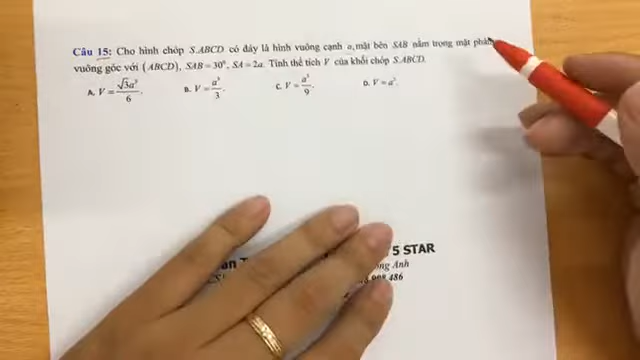 Câu 15: Cho hình chóp S.ABCD có đáy là hình vuông cạnh a, mặt bên SAB nằm trong mặt phẳng
vuông góc với (ABCD), SAB = 30°, SA = 2a. Tính thể tích V của khối chóp S.ABCD.
A. V = √3a³/6. B. V = a³/3. C. V = a³/9. D. V = a³.
5 STAR
Anh
486